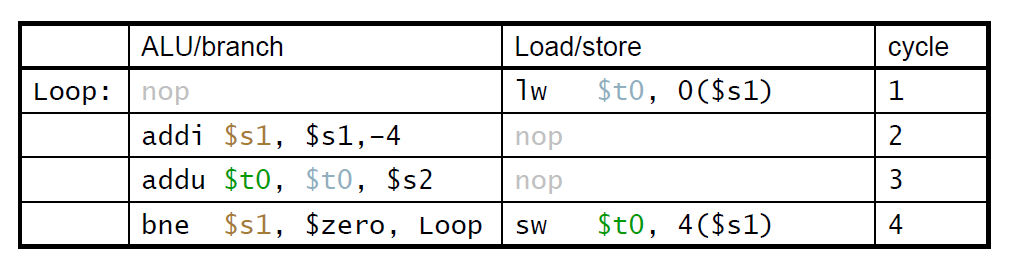 ALU/branch Load/store cycle
Loop: nop lw $t0, 0($s1) 1
addi $s1, $s1,−4 nop 2
addu $t0, $t0, $s2 nop 3
bne $s1, $zero, Loop sw $t0, 4($s1) 4